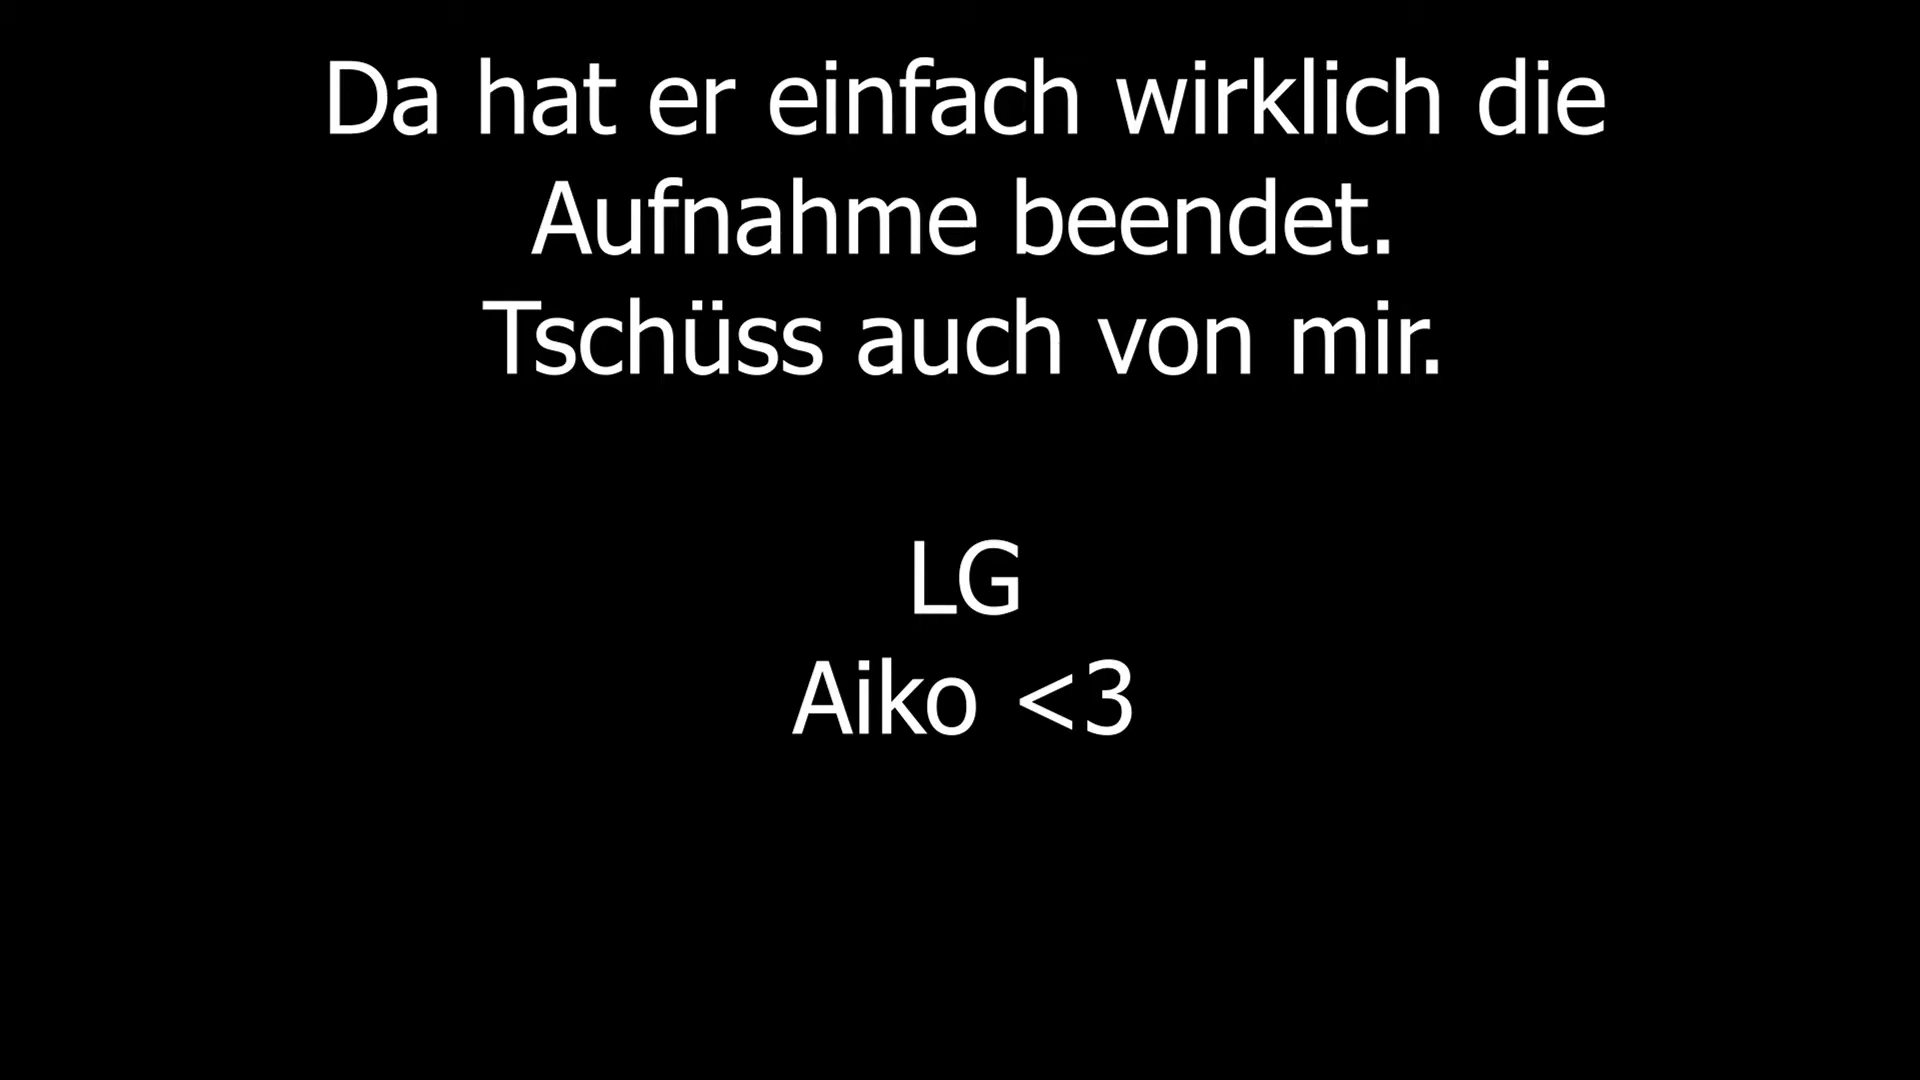 Da hat er einfach wirklich die
Aufnahme beendet.
Tschüss auch von mir.
LG
Aiko <3